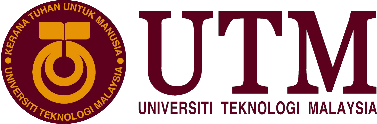 KERANA TUHAN UNTUK MANUSIA
UNIVERSITI TEKNOLOGI MALAYSIA
UTM
UNIVERSITI TEKNOLOGI MALAYSIA